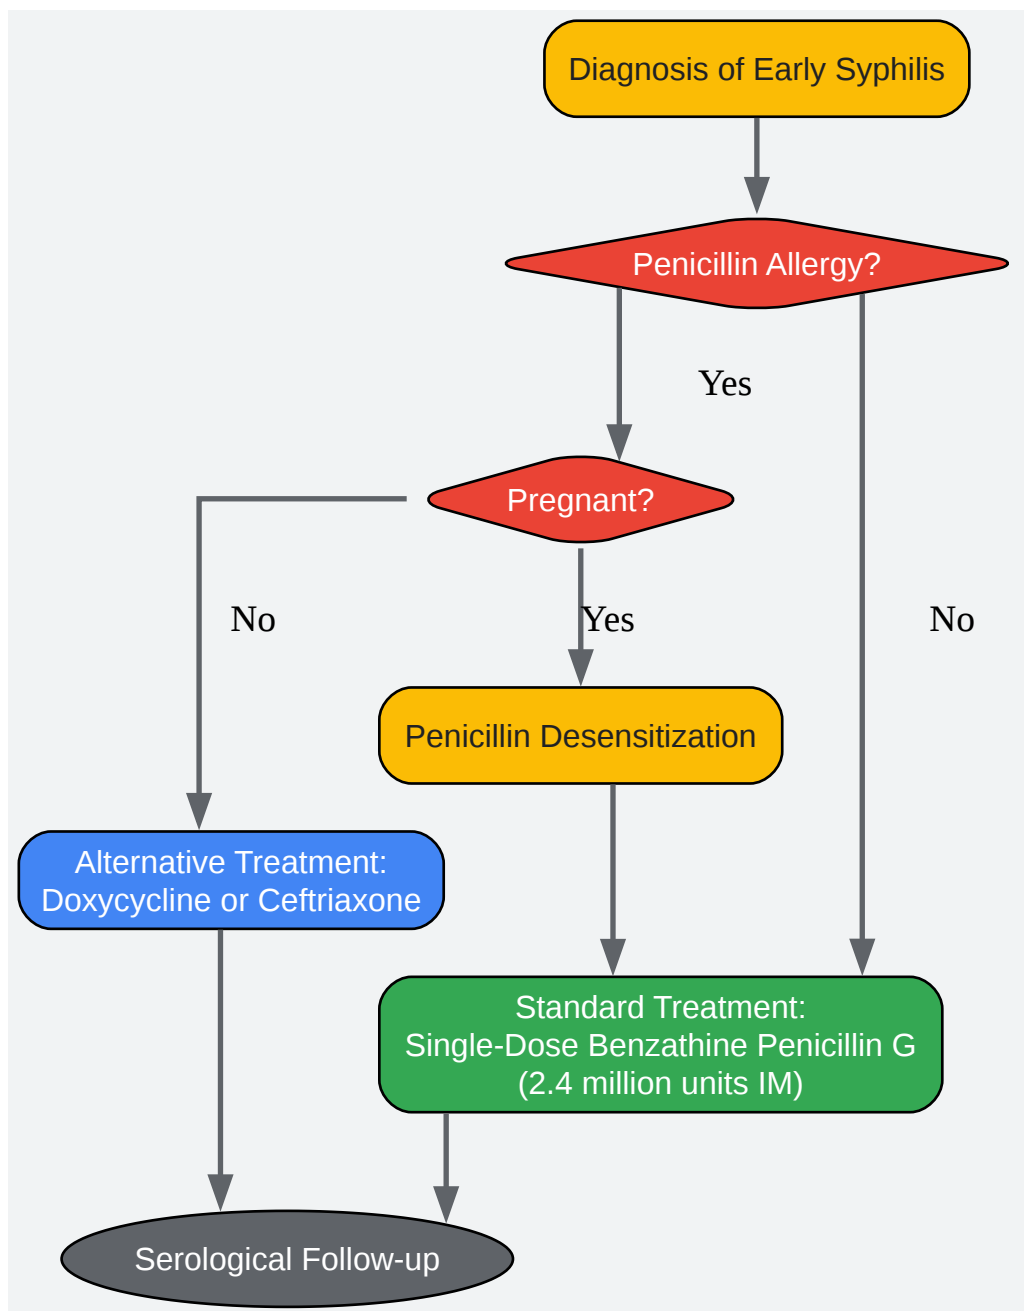 Diagnosis of Early Syphilis
Penicillin Allergy?
Yes
Pregnant?
No
Yes
No
Penicillin Desensitization
Alternative Treatment:
Doxycycline or Ceftriaxone
Standard Treatment:
Single-Dose Benzathine Penicillin G
(2.4 million units IM)
Serological Follow-up